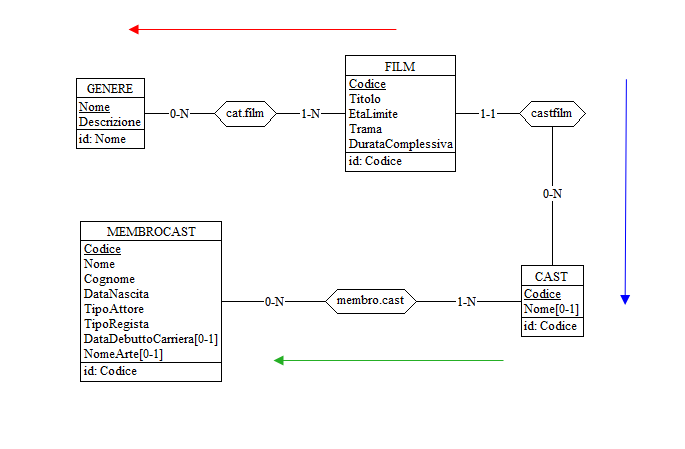 GENERE
Nome
Descrizione
id: Nome
0-N
cat.film
1-N
FILM
Codice
Titolo
EtaLimite
Trama
DurataComplessiva
id: Codice
1-1
castfilm
0-N
MEMBROCAST
Codice
Nome
Cognome
DataNascita
TipoAttore
TipoRegista
DataDebuttoCarriera[0-1]
NomeArte[0-1]
id: Codice
0-N
membro.cast
1-N
CAST
Codice
Nome[0-1]
id: Codice